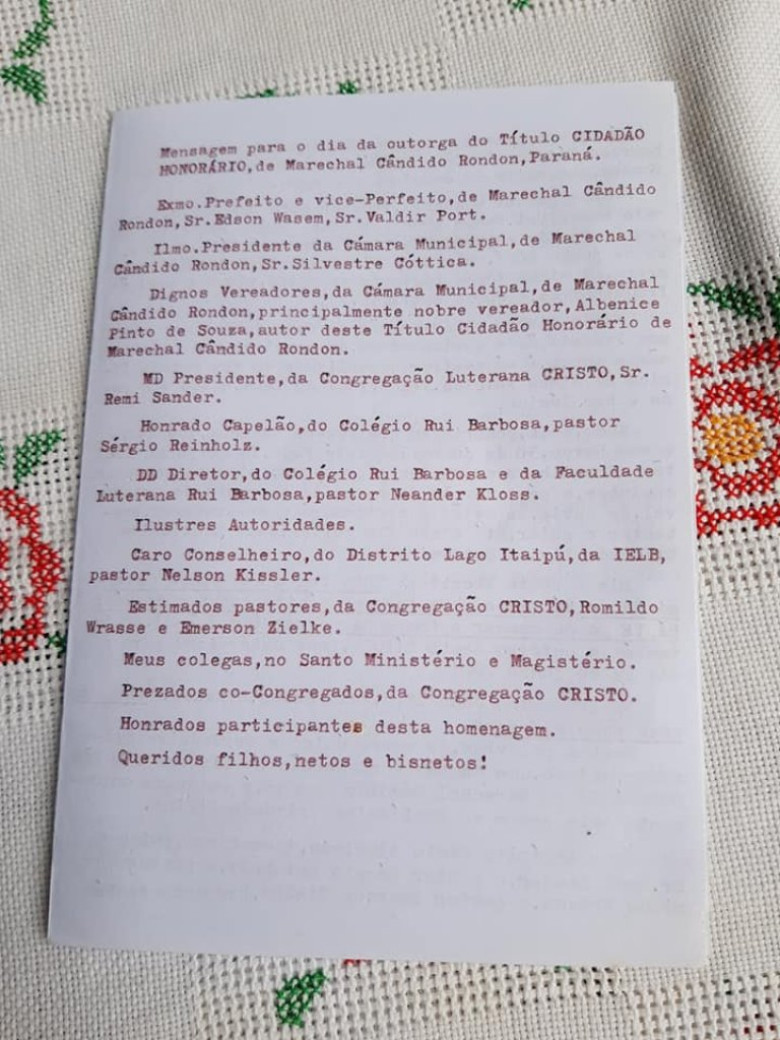 Mensagem para o dia da outorga do Título CIDADÃO
HONORÁRIO,de Marechal Cândido Rondon,Paraná.
Exmo.Prefeito e vice-Perfeito,de Marechal Cândido
Rondon,Sr.Edson Wasem,Sr.Valdir Port.
Ilmo.Presidente da Câmara Municipal,de Marechal
Cândido Rondon,Sr.Silvestre Cóttica.
Dignos Vereadores,da Câmara Municipal,de Marechal
Cândido Rondon,principalmente nobre vereador,Albenice
Pinto de Souza,autor deste Título Cidadão Honorário de
Marechal Cândido Rondon.
MD Presidente,da Congregação Luterana CRISTO,Sr.
Remi Sander.
Honrado Capelão,do Colégio Rui Barbosa,pastor
Sérgio Reinholz.
DD Diretor,do Colégio Rui Barbosa e da Faculdade
Luterana Rui Barbosa,pastor Neander Kloss.
Ilustres Autoridades.
Caro Conselheiro,do Distrito Lago Itaipú,da IELB,
pastor Nelson Kissler.
Estimados pastores,da Congregação CRISTO,Romildo
Wrasse e Emerson Zielke.
Meus colegas,no Santo Ministério e Magistério.
Prezados co-Congregados,da Congregação CRISTO.
Honrados participantes desta homenagem.
Queridos filhos,netos e bisnetos!